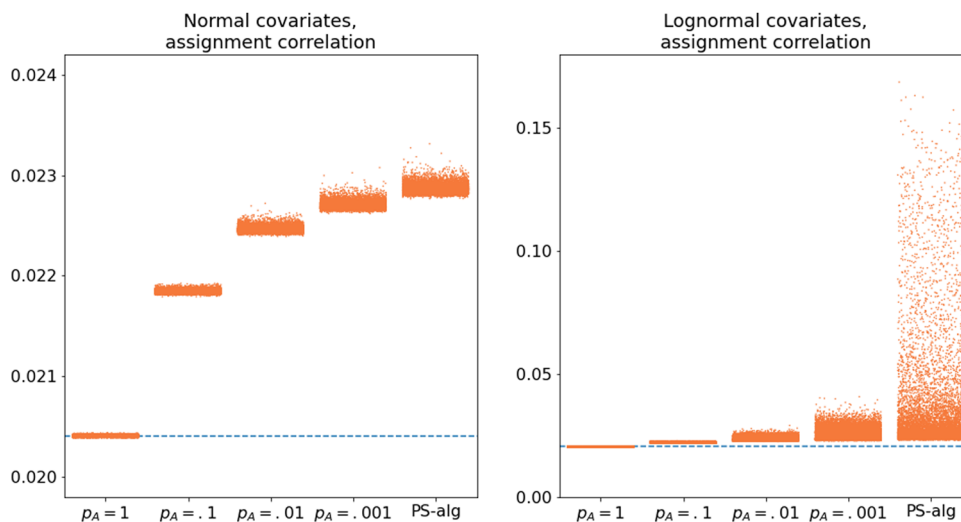 Normal covariates,
assignment correlation
0.024
0.023
0.022
0.021
0.020
p_A = 1
p_A = .1
p_A = .01
p_A = .001
PS-alg
Lognormal covariates,
assignment correlation
0.15
0.10
0.05
0.00
p_A = 1
p_A = .1
p_A = .01
p_A = .001
PS-alg